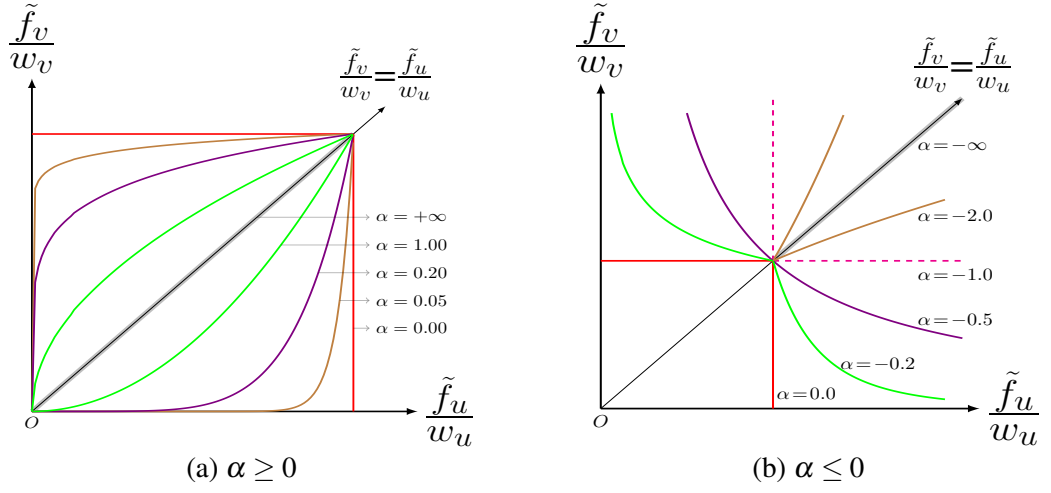 f̃_v/w_v
f̃_v/w_v = f̃_u/w_u
α = +∞
α = 1.00
α = 0.20
α = 0.05
α = 0.00
O
f̃_u/w_u
(a) α ≥ 0
f̃_v/w_v
f̃_v/w_v = f̃_u/w_u
α=−∞
α=−2.0
α=−1.0
α=−0.5
α=−0.2
α=0.0
O
f̃_u/w_u
(b) α ≤ 0